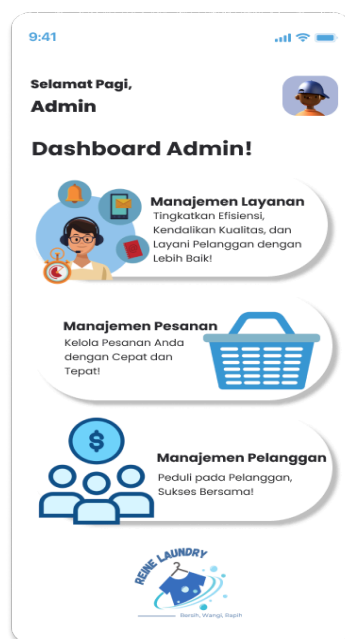 9:41
Selamat Pagi,
Admin
Dashboard Admin!
Manajemen Layanan
Tingkatkan Efisiensi,
Kendalikan Kualitas, dan
Layani Pelanggan dengan
Lebih Baik!
Manajemen Pesanan
Kelola Pesanan Anda
dengan Cepat dan
Tepat!
$
Manajemen Pelanggan
Peduli pada Pelanggan,
Sukses Bersama!
REINE LAUNDRY
Bersih, Wangi, Rapih